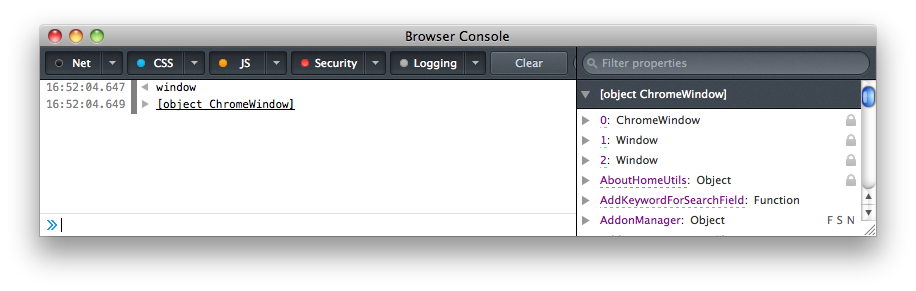 Browser Console
Net CSS JS Security Logging Clear Filter properties
16:52:04.647 window
16:52:04.649 [object ChromeWindow]
[object ChromeWindow]
0: ChromeWindow
1: Window
2: Window
AboutHomeUtils: Object
AddKeywordForSearchField: Function
AddonManager: Object F S N